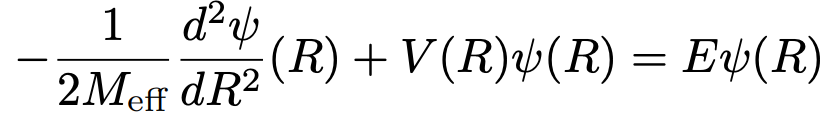 $-\frac{1}{2M_{\text{eff}}}\frac{d^2\psi}{dR^2}(R) + V(R)\psi(R) = E\psi(R)$